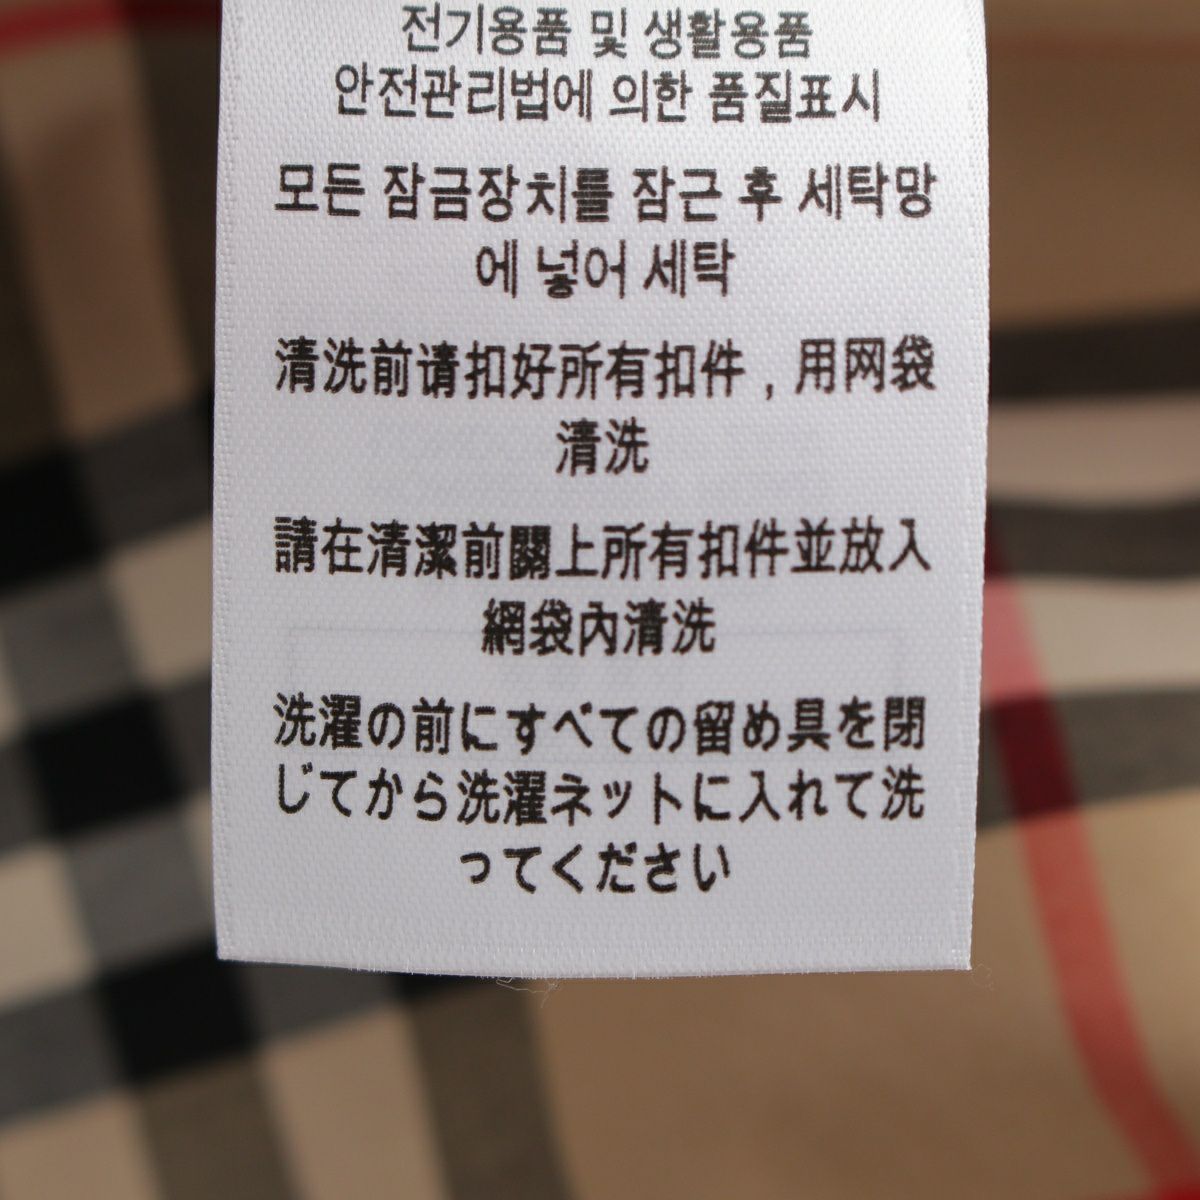 전기용품 및 생활용품
안전관리법에 의한 품질표시
모든 잠금장치를 잠근 후 세탁망
에 넣어 세탁
清洗前请扣好所有扣件，用网袋
清洗
請在清潔前關上所有扣件並放入
網袋內清洗
洗濯の前にすべての留め具を閉
じてから洗濯ネットに入れて洗
ってください